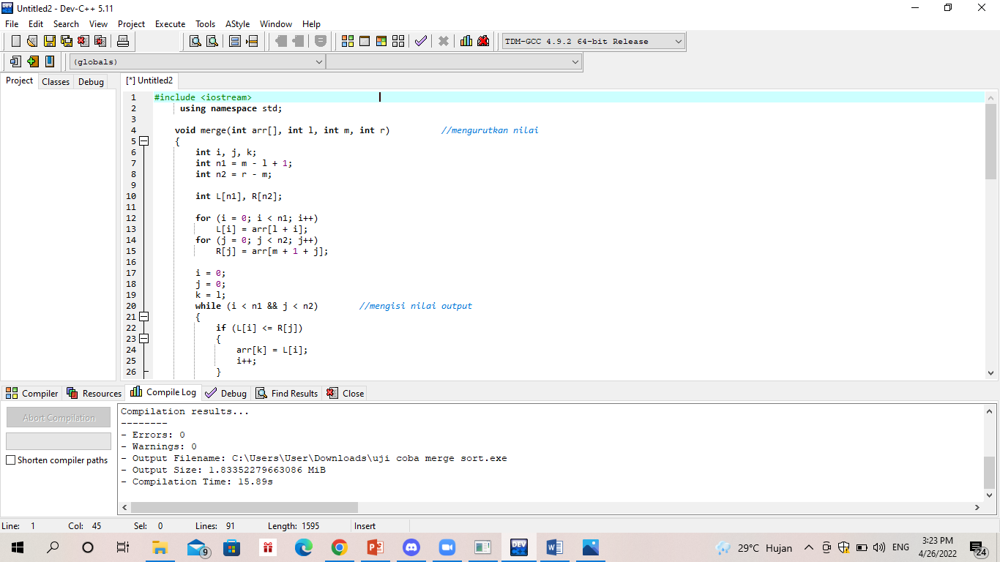 Untitled2 - Dev-C++ 5.11
File Edit Search View Project Execute Tools AStyle Window Help
TDM-GCC 4.9.2 64-bit Release
(globals)
Project Classes Debug [*] Untitled2
1 #include <iostream>
2 using namespace std;
3
4 void merge(int arr[], int l, int m, int r) //mengurutkan nilai
5 {
6 int i, j, k;
7 int n1 = m - l + 1;
8 int n2 = r - m;
9
10 int L[n1], R[n2];
11
12 for (i = 0; i < n1; i++)
13 L[i] = arr[l + i];
14 for (j = 0; j < n2; j++)
15 R[j] = arr[m + 1 + j];
16
17 i = 0;
18 j = 0;
19 k = l;
20 while (i < n1 && j < n2) //mengisi nilai output
21 {
22 if (L[i] <= R[j])
23 {
24 arr[k] = L[i];
25 i++;
26 }
Compiler Resources Compile Log Debug Find Results Close
Abort Compilation
Shorten compiler paths
Compilation results...
--------
- Errors: 0
- Warnings: 0
- Output Filename: C:\Users\User\Downloads\uji coba merge sort.exe
- Output Size: 1.83352279663086 MiB
- Compilation Time: 15.89s
Line: 1 Col: 45 Sel: 0 Lines: 91 Length: 1595 Insert
9 DEV 29°C Hujan ENG 3:23 PM
4/26/2022 24